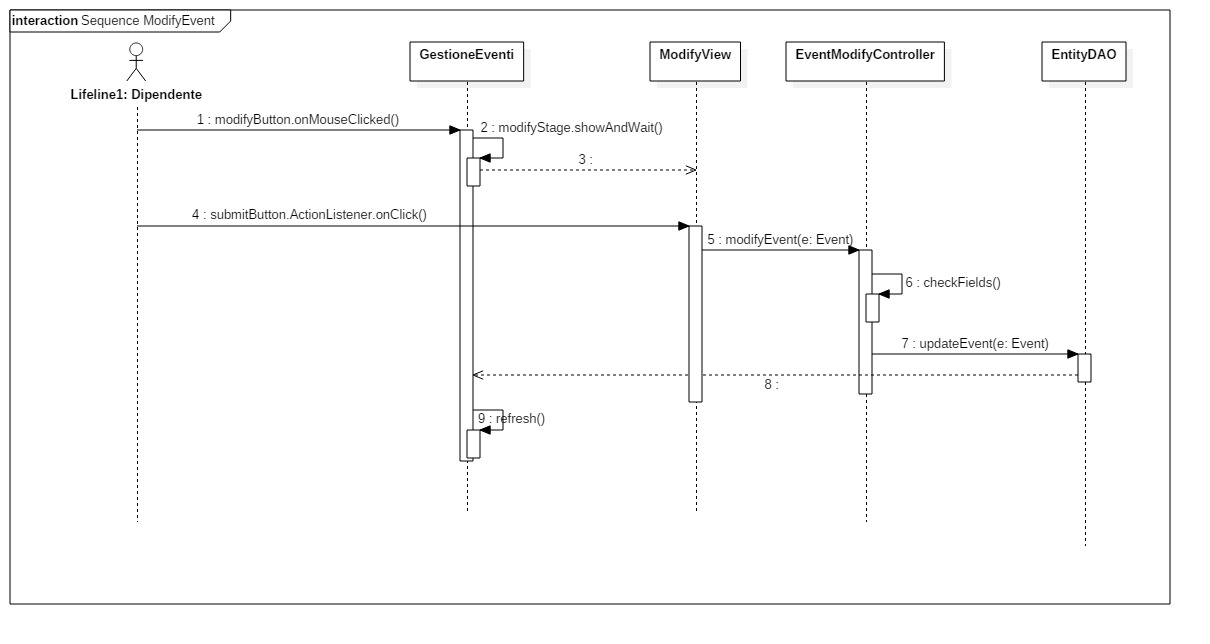 interaction Sequence ModifyEvent
Lifeline1: Dipendente
GestioneEventi
ModifyView
EventModifyController
EntityDAO
1 : modifyButton.onMouseClicked()
2 : modifyStage.showAndWait()
3 :
4 : submitButton.ActionListener.onClick()
5 : modifyEvent(e: Event)
6 : checkFields()
7 : updateEvent(e: Event)
8 :
9 : refresh()